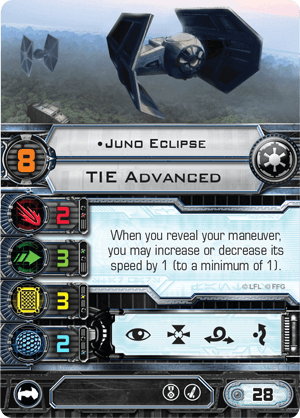 •JUNO ECLIPSE
8
TIE ADVANCED
2
When you reveal your maneuver,
you may increase or decrease its
speed by 1 (to a minimum of 1).
3
©LFL ©FFG
3
2
28